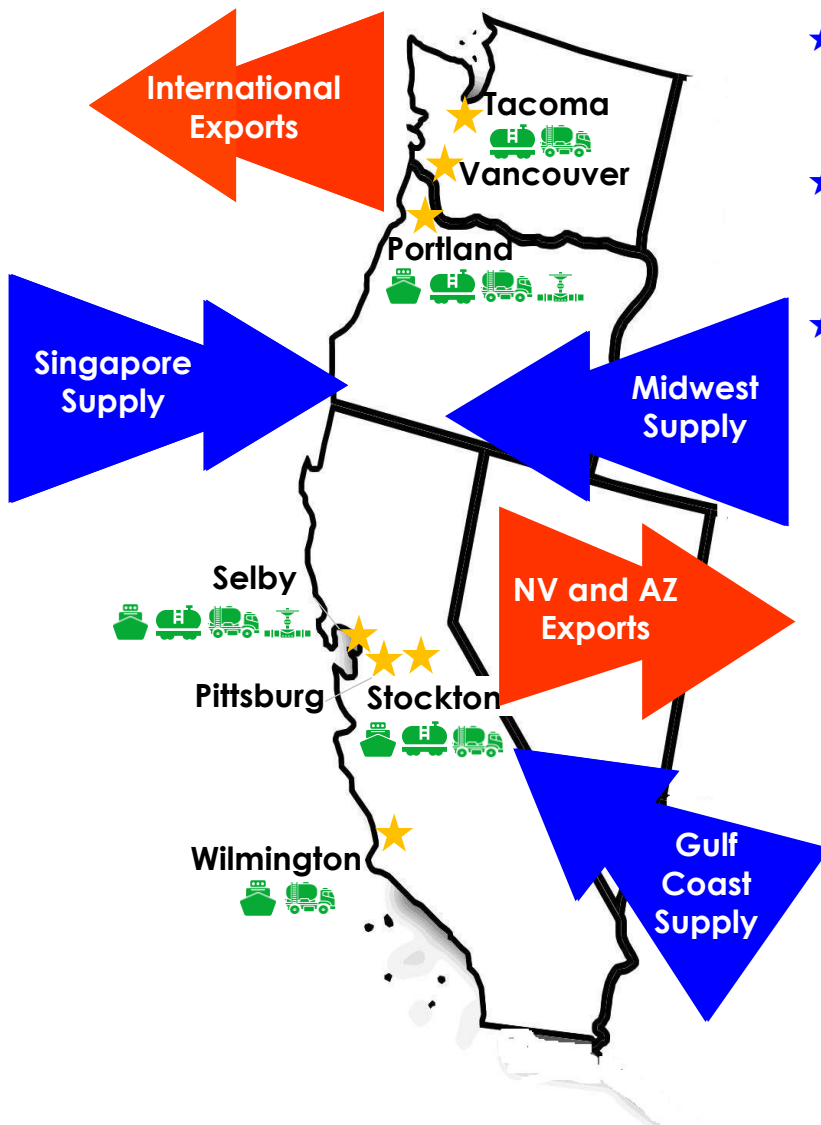 International
Exports
Tacoma
Vancouver
Portland
Singapore
Supply
Midwest
Supply
Selby
NV and AZ
Exports
Pittsburg
Stockton
Wilmington
Gulf
Coast
Supply